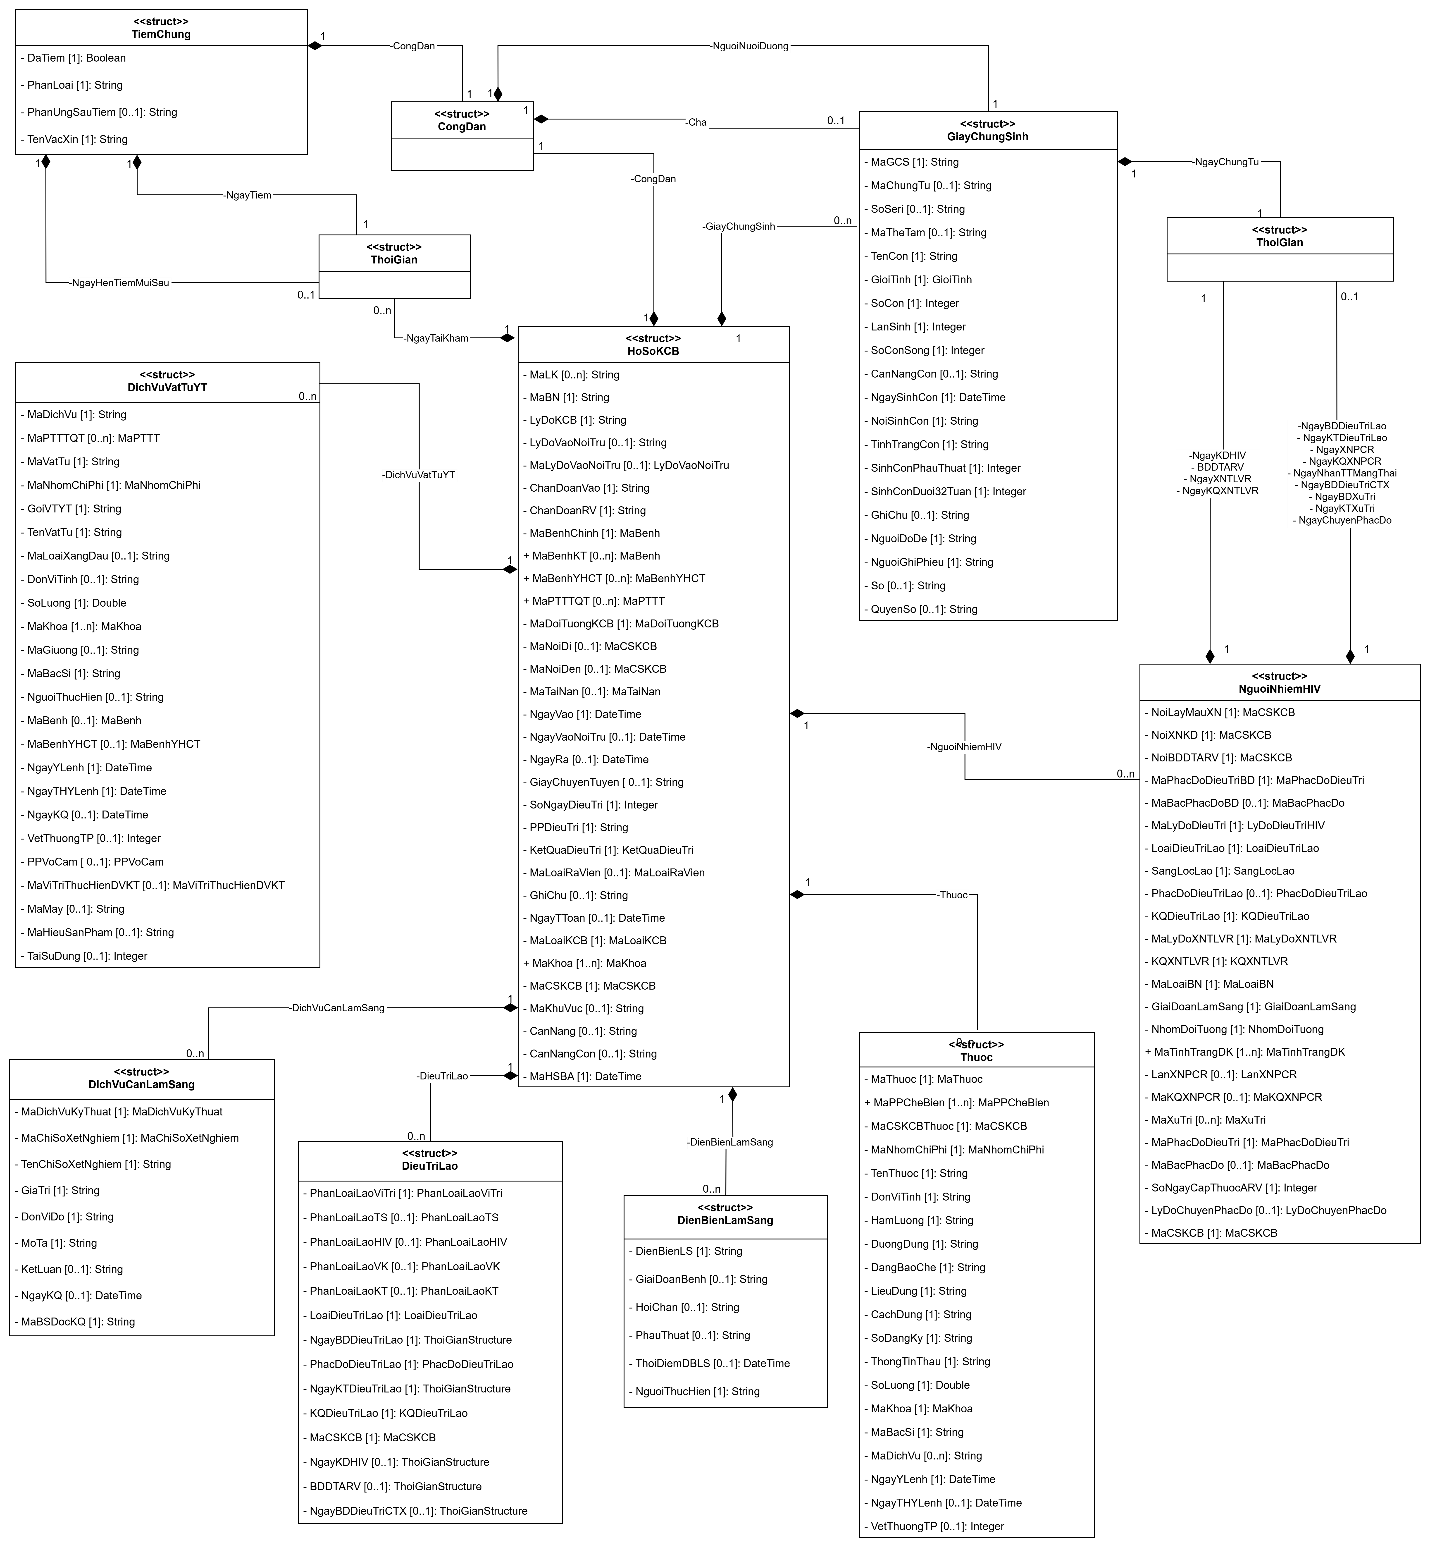 <<struct>>
TiemChung
- DaTiem [1]: Boolean
- PhanLoai [1]: String
- PhanUngSauTiem [0..1]: String
- TenVacXin [1]: String
1
-CongDan
1
1
-NguoiNuoiDuong
1
<<struct>>
CongDan
1
-Cha
0..1
1
-CongDan
1
1
1
-NgayTiem
1
-NgayHenTiemMuiSau
0..1
<<struct>>
ThoiGian
0..n
-NgayTaiKham
1
-GiayChungSinh
0..n
1
<<struct>>
GiayChungSinh
- MaGCS [1]: String
- MaChungTu [0..1]: String
- SoSeri [0..1]: String
- MaTheTam [0..1]: String
- TenCon [1]: String
- GioiTinh [1]: GioiTinh
- SoCon [1]: Integer
- LanSinh [1]: Integer
- SoConSong [1]: Integer
- CanNangCon [0..1]: String
- NgaySinhCon [1]: DateTime
- NoiSinhCon [1]: String
- TinhTrangCon [1]: String
- SinhConPhauThuat [1]: Integer
- SinhConDuoi32Tuan [1]: Integer
- GhiChu [0..1]: String
- NguoiDoDe [1]: String
- NguoiGhiPhieu [1]: String
- So [0..1]: String
- QuyenSo [0..1]: String
1
-NgayChungTu
1
<<struct>>
ThoiGian
1
0..1
-NgayKDHIV
- BDDTARV
- NgayXNTLVR
- NgayKQXNTLVR
-NgayBDDieuTriLao
- NgayKTDieuTriLao
- NgayXNPCR
- NgayKQXNPCR
-NgayNhanTTMangThai
- NgayBDDieuTriCTX
- NgayBDXuTri
- NgayKTXuTri
- NgayChuyenPhacDo
1
1
<<struct>>
DichVuVatTuYT
- MaDichVu [1]: String
- MaPTTTQT [0..n]: MaPTTT
- MaVatTu [1]: String
- MaNhomChiPhi [1]: MaNhomChiPhi
- GoiVTYT [1]: String
- TenVatTu [1]: String
- MaLoaiXangDau [0..1]: String
- DonViTinh [0..1]: String
- SoLuong [1]: Double
- MaKhoa [1..n]: MaKhoa
- MaGiuong [0..1]: String
- MaBacSi [1]: String
- NguoiThucHien [0..1]: String
- MaBenh [0..1]: MaBenh
- MaBenhYHCT [0..1]: MaBenhYHCT
- NgayYLenh [1]: DateTime
- NgayTHYLenh [1]: DateTime
- NgayKQ [0..1]: DateTime
- VetThuongTP [0..1]: Integer
- PPVoCam [ 0..1]: PPVoCam
- MaViTriThucHienDVKT [0..1]: MaViTriThucHienDVKT
- MaMay [0..1]: String
- MaHieuSanPham [0..1]: String
- TaiSuDung [0..1]: Integer
0..n
-DichVuVatTuYT
1
<<struct>>
HoSoKCB
- MaLK [0..n]: String
- MaBN [1]: String
- LyDoKCB [1]: String
- LyDoVaoNoiTru [0..1]: String
- MaLyDoVaoNoiTru [0..1]: LyDoVaoNoiTru
- ChanDoanVao [1]: String
- ChanDoanRV [1]: String
- MaBenhChinh [1]: MaBenh
+ MaBenhKT [0..n]: MaBenh
+ MaBenhYHCT [0..n]: MaBenhYHCT
+ MaPTTTQT [0..n]: MaPTTT
- MaDoiTuongKCB [1]: MaDoiTuongKCB
- MaNoiDi [0..1]: MaCSKCB
- MaNoiDen [0..1]: MaCSKCB
- MaTaiNan [0..1]: MaTaiNan
- NgayVao [1]: DateTime
- NgayVaoNoiTru [0..1]: DateTime
- NgayRa [0..1]: DateTime
- GiayChuyenTuyen [ 0..1]: String
- SoNgayDieuTri [1]: Integer
- PPDieuTri [1]: String
- KetQuaDieuTri [1]: KetQuaDieuTri
- MaLoaiRaVien [0..1]: MaLoaiRaVien
- GhiChu [0..1]: String
- NgayTToan [0..1]: DateTime
- MaLoaiKCB [1]: MaLoaiKCB
+ MaKhoa [1..n]: MaKhoa
- MaCSKCB [1]: MaCSKCB
- MaKhuVuc [0..1]: String
- CanNang [0..1]: String
- CanNangCon [0..1]: String
- MaHSBA [1]: DateTime
1
-NguoiNhiemHIV
0..n
1
-Thuoc
0..n
<<struct>>
NguoiNhiemHIV
- NoiLayMauXN [1]: MaCSKCB
- NoiXNKD [1]: MaCSKCB
- NoiBDDTARV [1]: MaCSKCB
- MaPhacDoDieuTriBD [1]: MaPhacDoDieuTri
- MaBacPhacDoBD [0..1]: MaBacPhacDo
- MaLyDoDieuTri [1]: LyDoDieuTriHIV
- LoaiDieuTriLao [1]: LoaiDieuTriLao
- SangLocLao [1]: SangLocLao
- PhacDoDieuTriLao [0..1]: PhacDoDieuTriLao
- KQDieuTriLao [1]: KQDieuTriLao
- MaLyDoXNTLVR [1]: MaLyDoXNTLVR
- KQXNTLVR [1]: KQXNTLVR
- MaLoaiBN [1]: MaLoaiBN
- GiaiDoanLamSang [1]: GiaiDoanLamSang
- NhomDoiTuong [1]: NhomDoiTuong
+ MaTinhTrangDK [1..n]: MaTinhTrangDK
- LanXNPCR [0..1]: LanXNPCR
- MaKQXNPCR [0..1]: MaKQXNPCR
- MaXuTri [0..n]: MaXuTri
- MaPhacDoDieuTri [1]: MaPhacDoDieuTri
- MaBacPhacDo [0..1]: MaBacPhacDo
- SoNgayCapThuocARV [1]: Integer
- LyDoChuyenPhacDo [0..1]: LyDoChuyenPhacDo
- MaCSKCB [1]: MaCSKCB
1
-DichVuCanLamSang
0..n
<<struct>>
DichVuCanLamSang
- MaDichVuKyThuat [1]: MaDichVuKyThuat
- MaChiSoXetNghiem [1]: MaChiSoXetNghiem
- TenChiSoXetNghiem [1]: String
- GiaTri [1]: String
- DonViDo [1]: String
- MoTa [1]: String
- KetLuan [0..1]: String
- NgayKQ [0..1]: DateTime
- MaBSDocKQ [1]: String
1
-DieuTriLao
0..n
<<struct>>
DieuTriLao
- PhanLoaiLaoViTri [1]: PhanLoaiLaoViTri
- PhanLoaiLaoTS [0..1]: PhanLoaiLaoTS
- PhanLoaiLaoHIV [0..1]: PhanLoaiLaoHIV
- PhanLoaiLaoVK [0..1]: PhanLoaiLaoVK
- PhanLoaiLaoKT [0..1]: PhanLoaiLaoKT
- LoaiDieuTriLao [1]: LoaiDieuTriLao
- NgayBDDieuTriLao [1]: ThoiGianStructure
- PhacDoDieuTriLao [1]: PhacDoDieuTriLao
- NgayKTDieuTriLao [1]: ThoiGianStructure
- KQDieuTriLao [1]: KQDieuTriLao
- MaCSKCB [1]: MaCSKCB
- NgayKDHIV [0..1]: ThoiGianStructure
- BDDTARV [0..1]: ThoiGianStructure
- NgayBDDieuTriCTX [0..1]: ThoiGianStructure
1
-DienBienLamSang
0..n
<<struct>>
DienBienLamSang
- DienBienLS [1]: String
- GiaiDoanBenh [0..1]: String
- HoiChan [0..1]: String
- PhauThuat [0..1]: String
- ThoiDiemDBLS [0..1]: DateTime
- NguoiThucHien [1]: String
<<struct>>
Thuoc
- MaThuoc [1]: MaThuoc
+ MaPPCheBien [1..n]: MaPPCheBien
- MaCSKCBThuoc [1]: MaCSKCB
- MaNhomChiPhi [1]: MaNhomChiPhi
- TenThuoc [1]: String
- DonViTinh [1]: String
- HamLuong [1]: String
- DuongDung [1]: String
- DangBaoChe [1]: String
- LieuDung [1]: String
- CachDung [1]: String
- SoDangKy [1]: String
- ThongTinThau [1]: String
- SoLuong [1]: Double
- MaKhoa [1]: MaKhoa
- MaBacSi [1]: String
- MaDichVu [0..n]: String
- NgayYLenh [1]: DateTime
- NgayTHYLenh [0..1]: DateTime
- VetThuongTP [0..1]: Integer